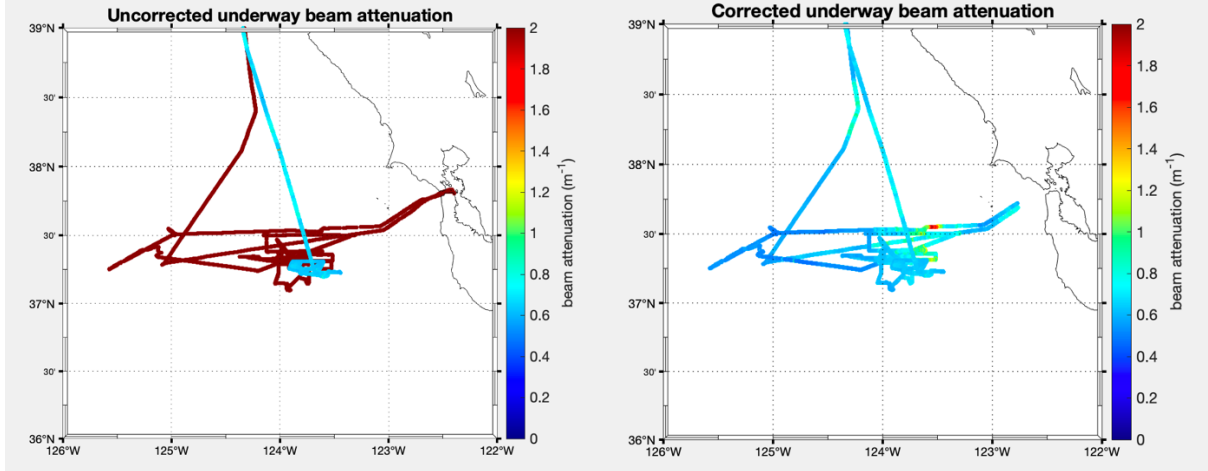 Uncorrected underway beam attenuation
39°N
30'
38°N
30'
37°N
30'
36°N
126°W 125°W 124°W 123°W 122°W
2
1.8
1.6
1.4
1.2
1
0.8
0.6
0.4
0.2
0
beam attenuation (m⁻¹)
Corrected underway beam attenuation
39°N
30'
38°N
30'
37°N
30'
36°N
126°W 125°W 124°W 123°W 122°W
2
1.8
1.6
1.4
1.2
1
0.8
0.6
0.4
0.2
0
beam attenuation (m⁻¹)